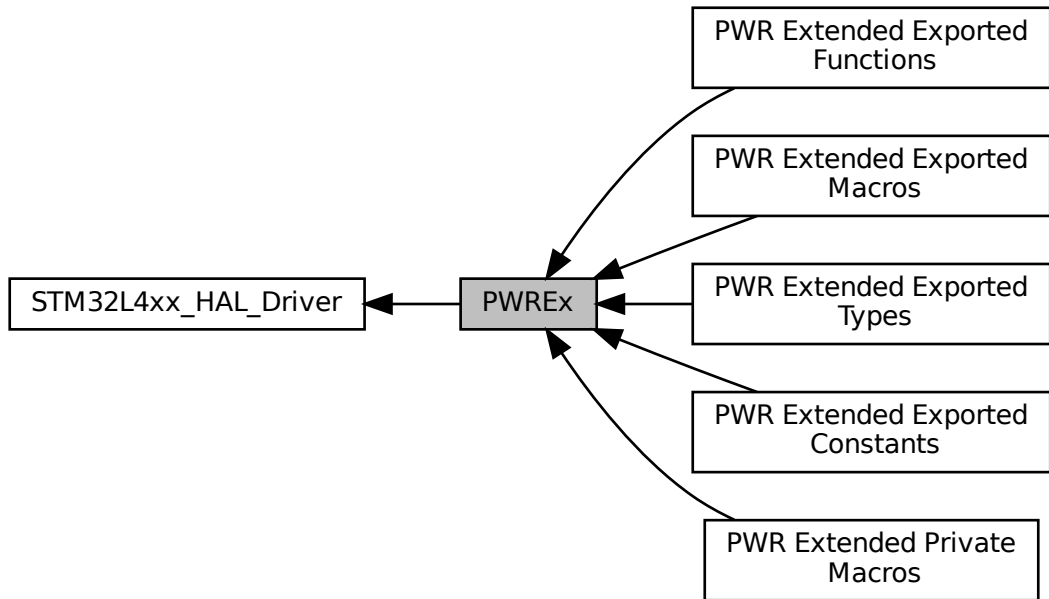 PWR Extended Exported
Functions
PWR Extended Exported
Macros
STM32L4xx_HAL_Driver
PWREx
PWR Extended Exported
Types
PWR Extended Exported
Constants
PWR Extended Private
Macros